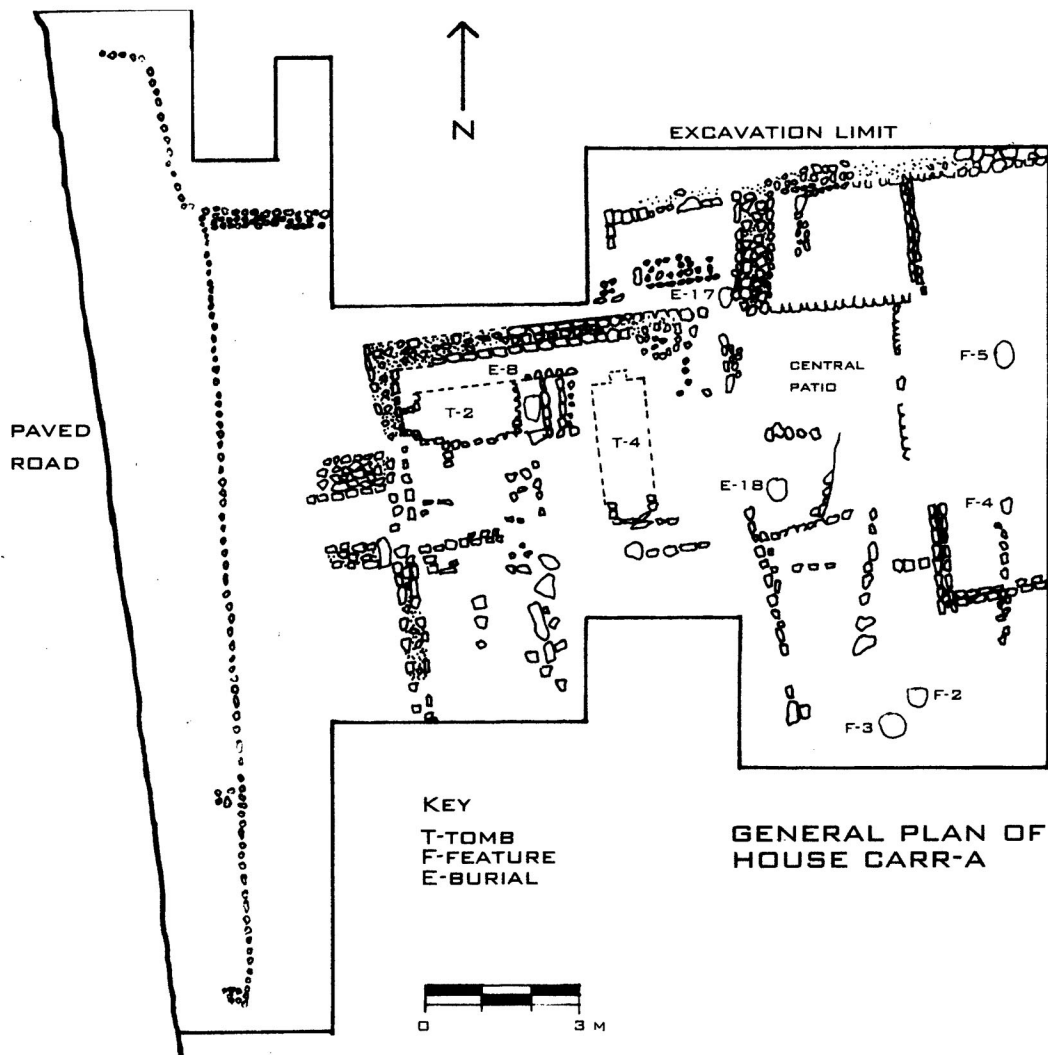 N
EXCAVATION LIMIT
E-17
F-5
E-8
CENTRAL
PATIO
T-2
PAVED
ROAD
T-4
E-18
F-4
F-2
F-3
KEY
T-TOMB
F-FEATURE
E-BURIAL
GENERAL PLAN OF
HOUSE CARR-A
0 3 M